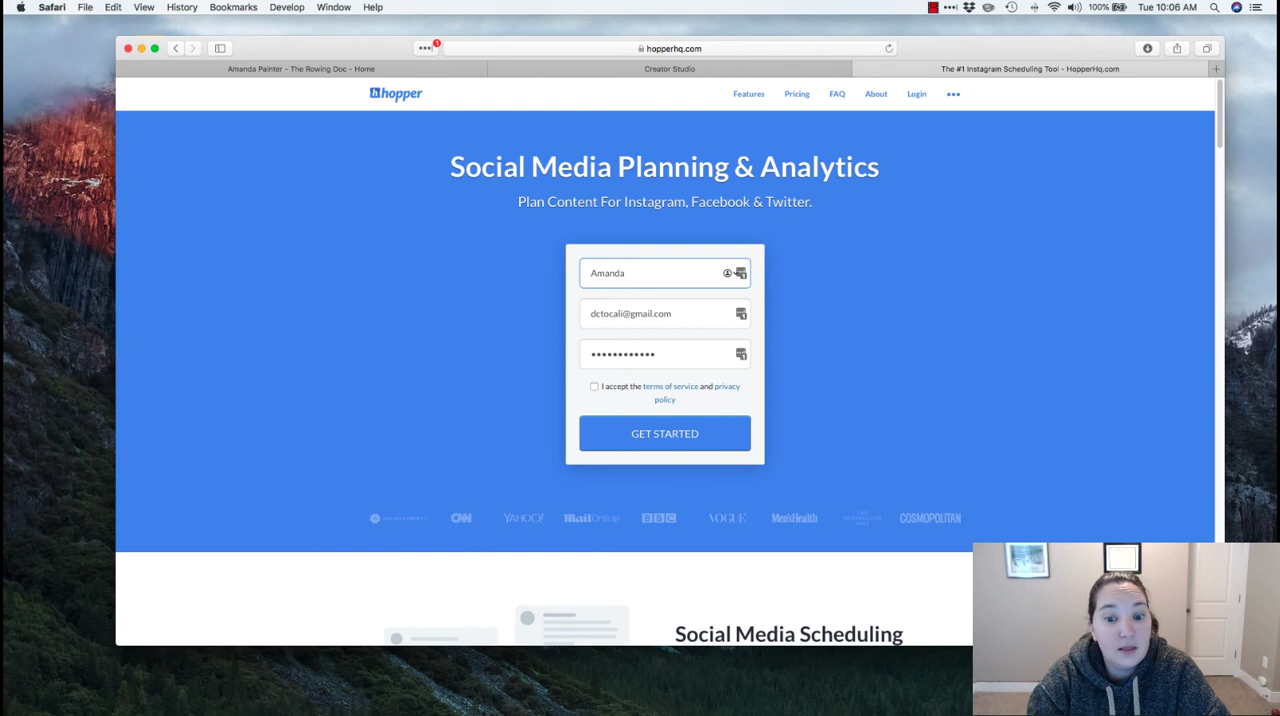 Safari File Edit View History Bookmarks Develop Window Help
100% Tue 10:06 AM
hopperhq.com
Amanda Painter - The Rowing Doc - Home
Creator Studio
The #1 Instagram Scheduling Tool - HopperHq.com
hopper
Features Pricing FAQ About Login
Social Media Planning & Analytics
Plan Content For Instagram, Facebook & Twitter.
Amanda
dctocali@gmail.com
I accept the terms of service and privacy
policy
GET STARTED
CNN YAHOO! Mail Online BBC VOGUE Men'sHealth COSMOPOLITAN
Social Media Scheduling